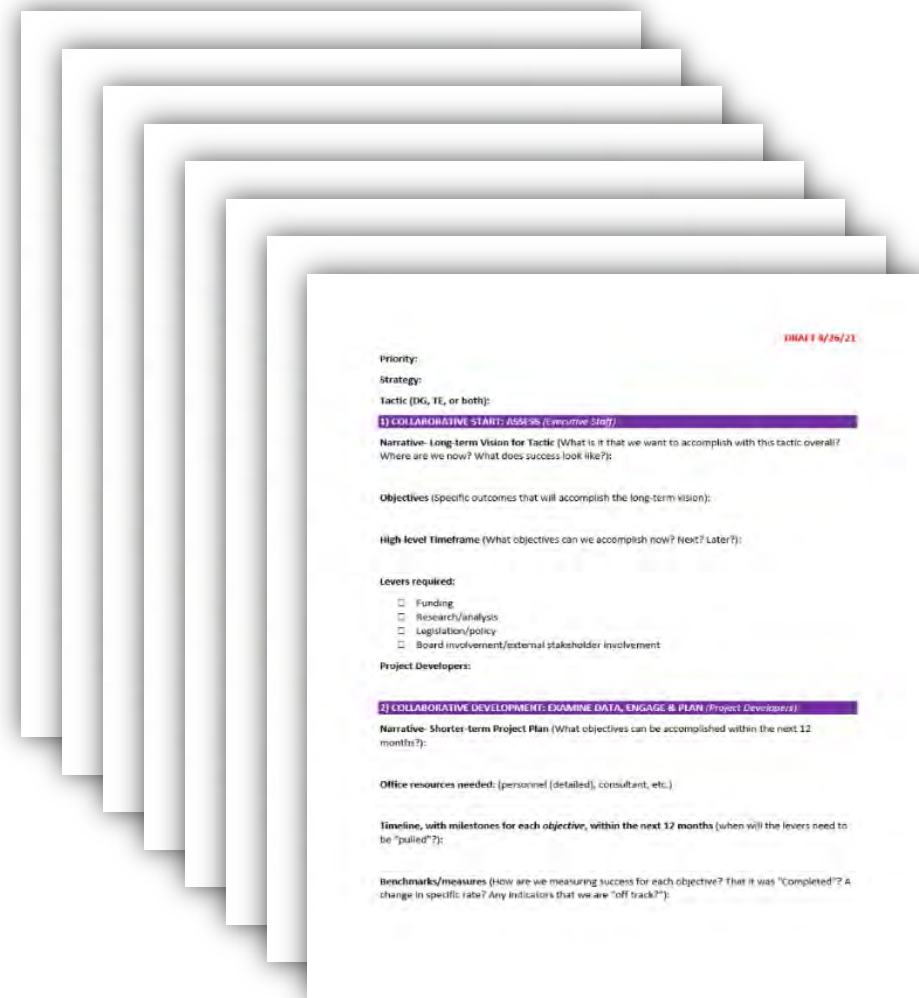 DRAFT 4/26/21
Priority:
Strategy:
Tactic (DG, TE, or both):
1) COLLABORATIVE START: ASSESS (Executive Staff)
Narrative- Long-term Vision for Tactic (What is it that we want to accomplish with this tactic overall?
Where are we now? What does success look like?):
Objectives (Specific outcomes that will accomplish the long-term vision):
High-level Timeframe (What objectives can we accomplish now? Next? Later?):
Levers required:
☐ Funding
☐ Research/analysis
☐ Legislation/policy
☐ Board involvement/external stakeholder involvement
Project Developers:
2) COLLABORATIVE DEVELOPMENT: EXAMINE DATA, ENGAGE & PLAN (Project Developers)
Narrative- Shorter-term Project Plan (What objectives can be accomplished within the next 12
months?):
Office resources needed: (personnel (detailed), consultant, etc.)
Timeline, with milestones for each objective, within the next 12 months (when will the levers need to
be "pulled"?):
Benchmarks/measures (How are we measuring success for each objective? That it was "Completed"? A
change in specific rate? Any indicators that we are "off track?"):